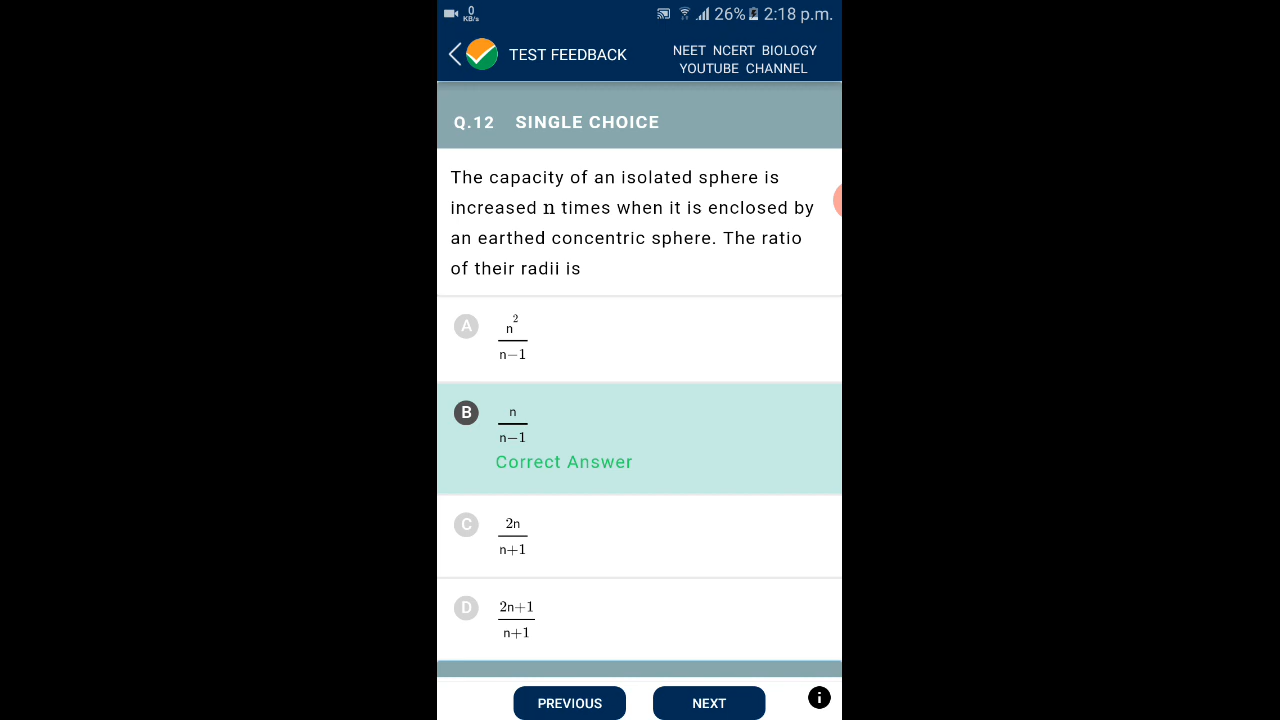 0
KB/s
26% 2:18 p.m.
TEST FEEDBACK
NEET NCERT BIOLOGY
YOUTUBE CHANNEL
Q.12 SINGLE CHOICE
The capacity of an isolated sphere is
increased n times when it is enclosed by
an earthed concentric sphere. The ratio
of their radii is
A
n²
n−1
B
n
n−1
Correct Answer
C
2n
n+1
D
2n+1
n+1
PREVIOUS
NEXT
i